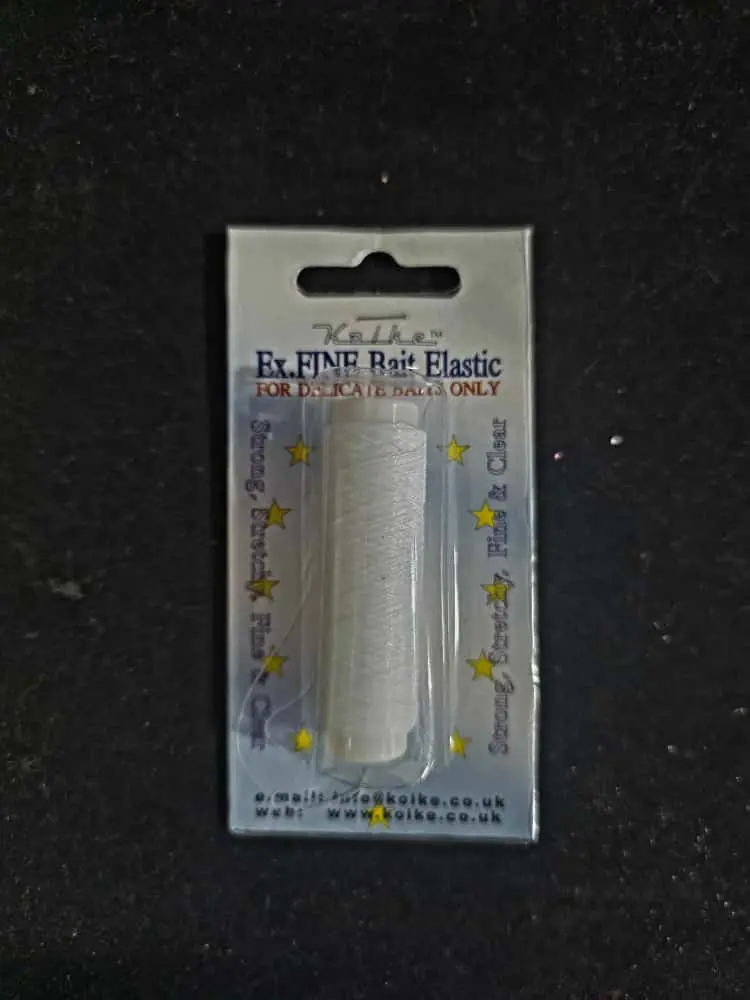 Koike™
Ex.FINE Bait Elastic
FOR DELICATE BAITS ONLY
Strong, Stretchy, Fine & Clear
Strong, Stretchy, Fine & Clear
e.mail: info@koike.co.uk
web: www.koike.co.uk